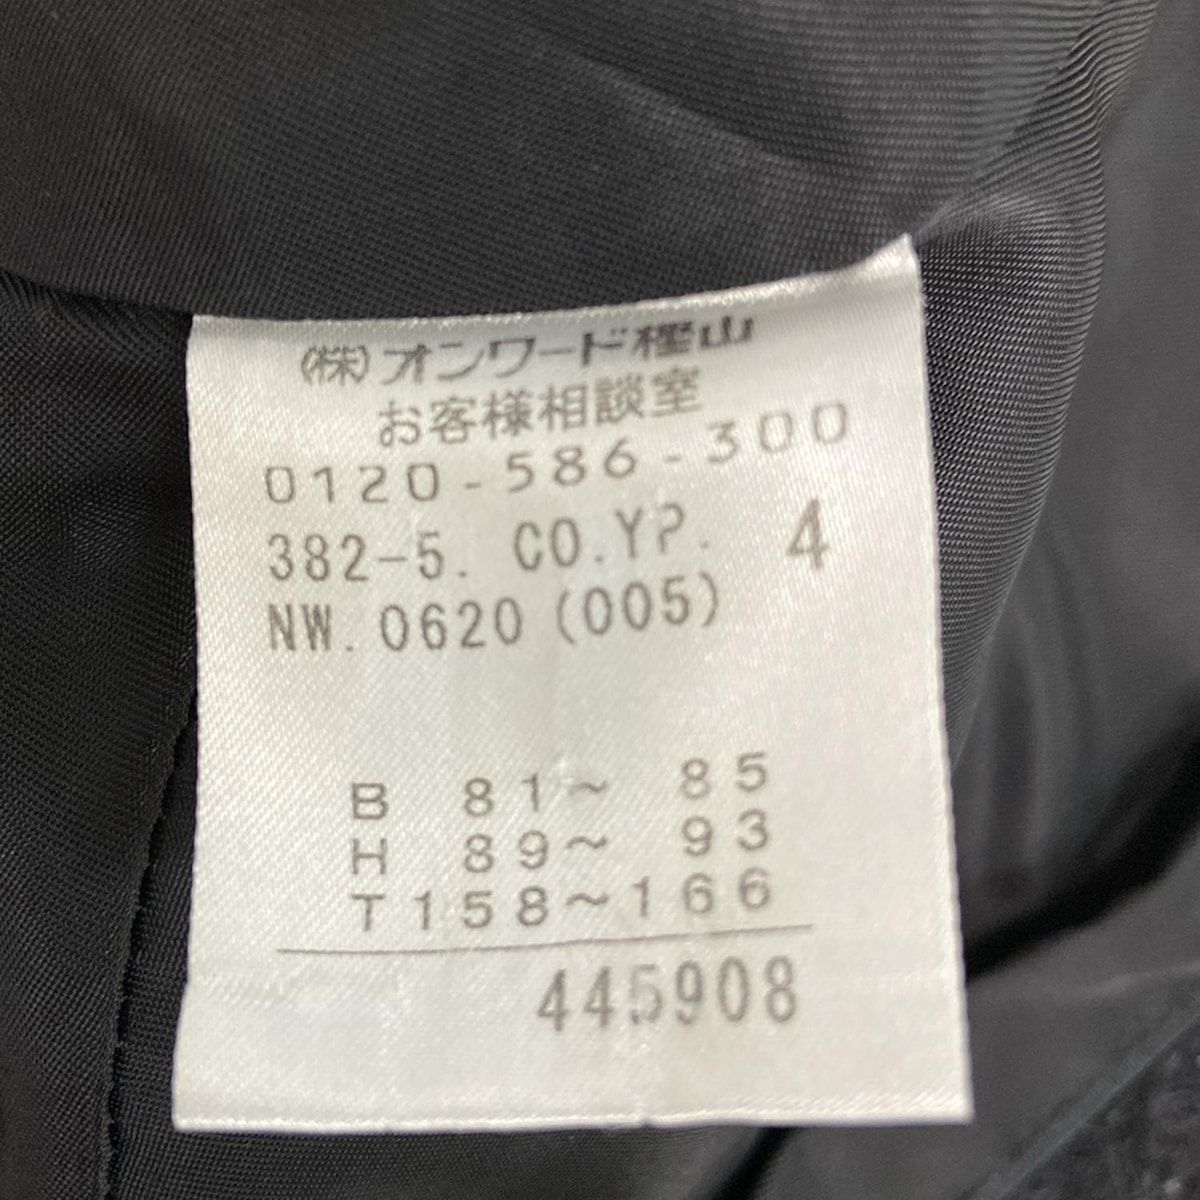 (株)オンワード樫山
お客様相談室
0120-586-300
382-5. CO.YP. 4
NW. 0620 (005)
B 81~ 85
H 89~ 93
T 158~166
445908